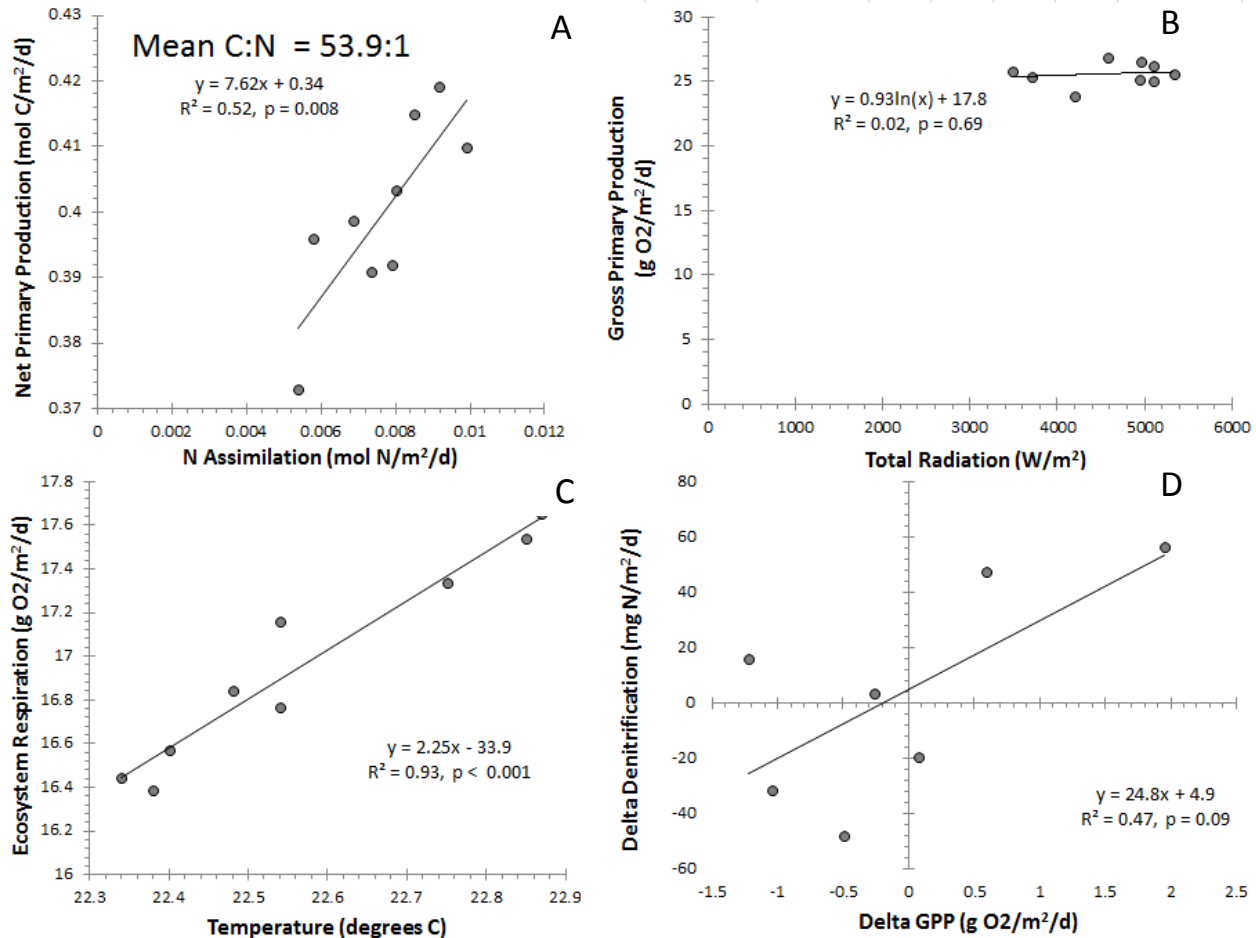 A
Mean C:N = 53.9:1
y = 7.62x + 0.34
R² = 0.52, p = 0.008
Net Primary Production (mol C/m²/d)
0.43
0.42
0.41
0.4
0.39
0.38
0.37
0
0.002
0.004
0.006
0.008
0.01
0.012
N Assimilation (mol N/m²/d)
B
y = 0.93ln(x) + 17.8
R² = 0.02, p = 0.69
Gross Primary Production
(g O2/m²/d)
30
25
20
15
10
5
0
0
1000
2000
3000
4000
5000
6000
Total Radiation (W/m²)
C
y = 2.25x - 33.9
R² = 0.93, p < 0.001
Ecosystem Respiration (g O2/m²/d)
17.8
17.6
17.4
17.2
17
16.8
16.6
16.4
16.2
16
22.3
22.4
22.5
22.6
22.7
22.8
22.9
Temperature (degrees C)
D
y = 24.8x + 4.9
R² = 0.47, p = 0.09
Delta Denitrification (mg N/m²/d)
80
60
40
20
0
-20
-40
-60
-1.5
-1
-0.5
0
0.5
1
1.5
2
2.5
Delta GPP (g O2/m²/d)